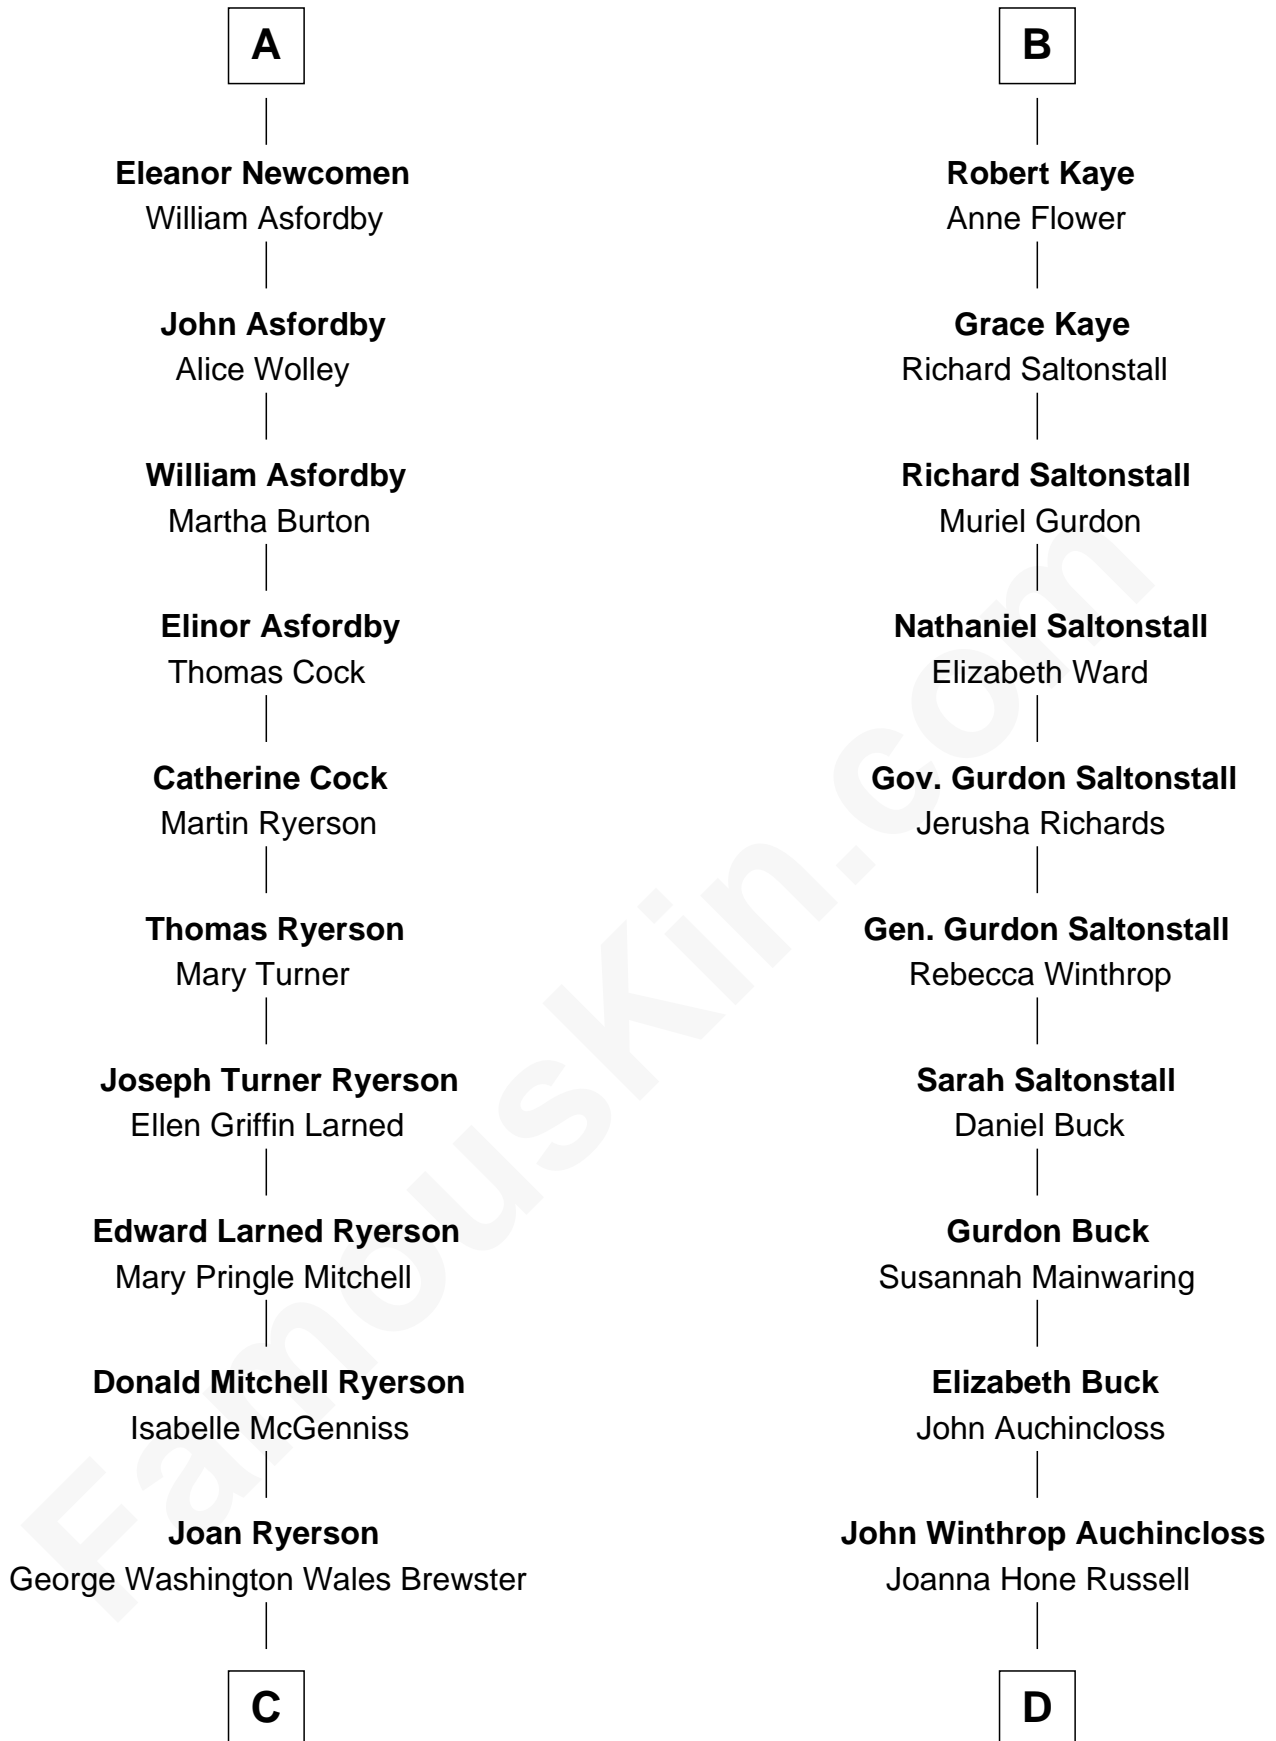 A
Eleanor Newcomen
William Asfordby
John Asfordby
Alice Wolley
William Asfordby
Martha Burton
Elinor Asfordby
Thomas Cock
Catherine Cock
Martin Ryerson
Thomas Ryerson
Mary Turner
Joseph Turner Ryerson
Ellen Griffin Larned
Edward Larned Ryerson
Mary Pringle Mitchell
Donald Mitchell Ryerson
Isabelle McGenniss
Joan Ryerson
George Washington Wales Brewster
C
B
Robert Kaye
Anne Flower
Grace Kaye
Richard Saltonstall
Richard Saltonstall
Muriel Gurdon
Nathaniel Saltonstall
Elizabeth Ward
Gov. Gurdon Saltonstall
Jerusha Richards
Gen. Gurdon Saltonstall
Rebecca Winthrop
Sarah Saltonstall
Daniel Buck
Gurdon Buck
Susannah Mainwaring
Elizabeth Buck
John Auchincloss
John Winthrop Auchincloss
Joanna Hone Russell
D
FamousKin.com